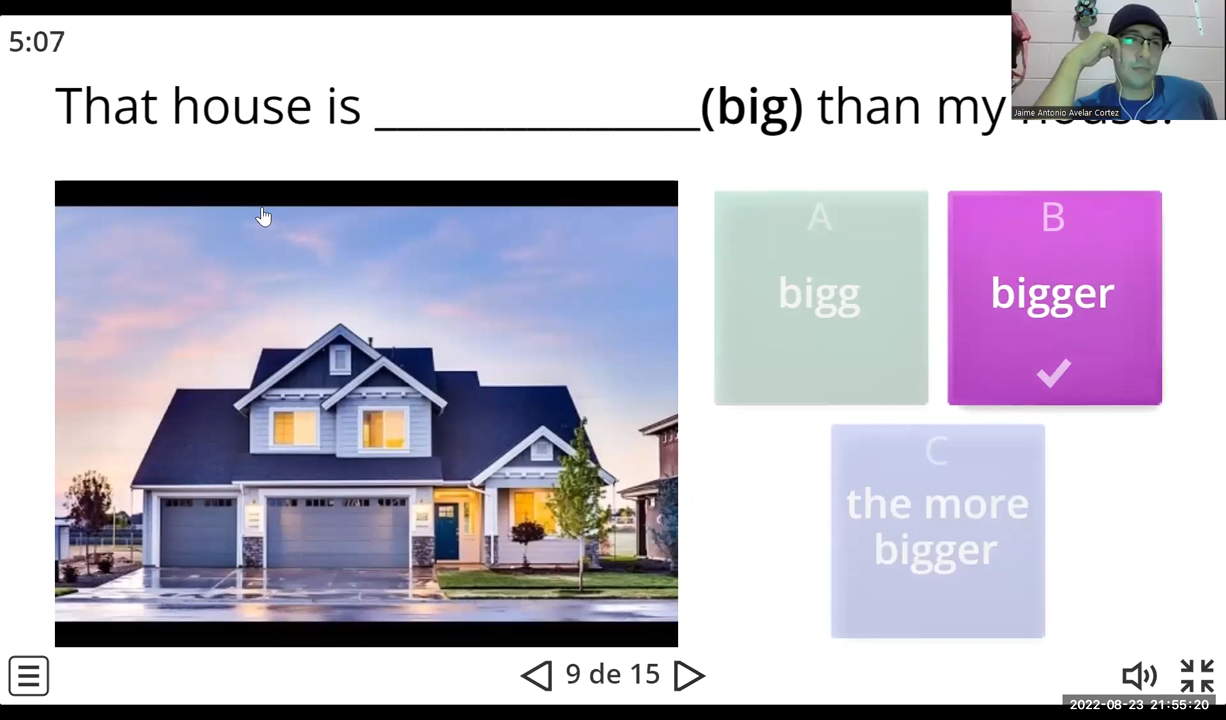 5:07
That house is _______________(big) than my
Jaime Antonio Avelar Cortez
A
bigg
B
bigger
C
the more
bigger
9 de 15
2022-08-23 21:55:20